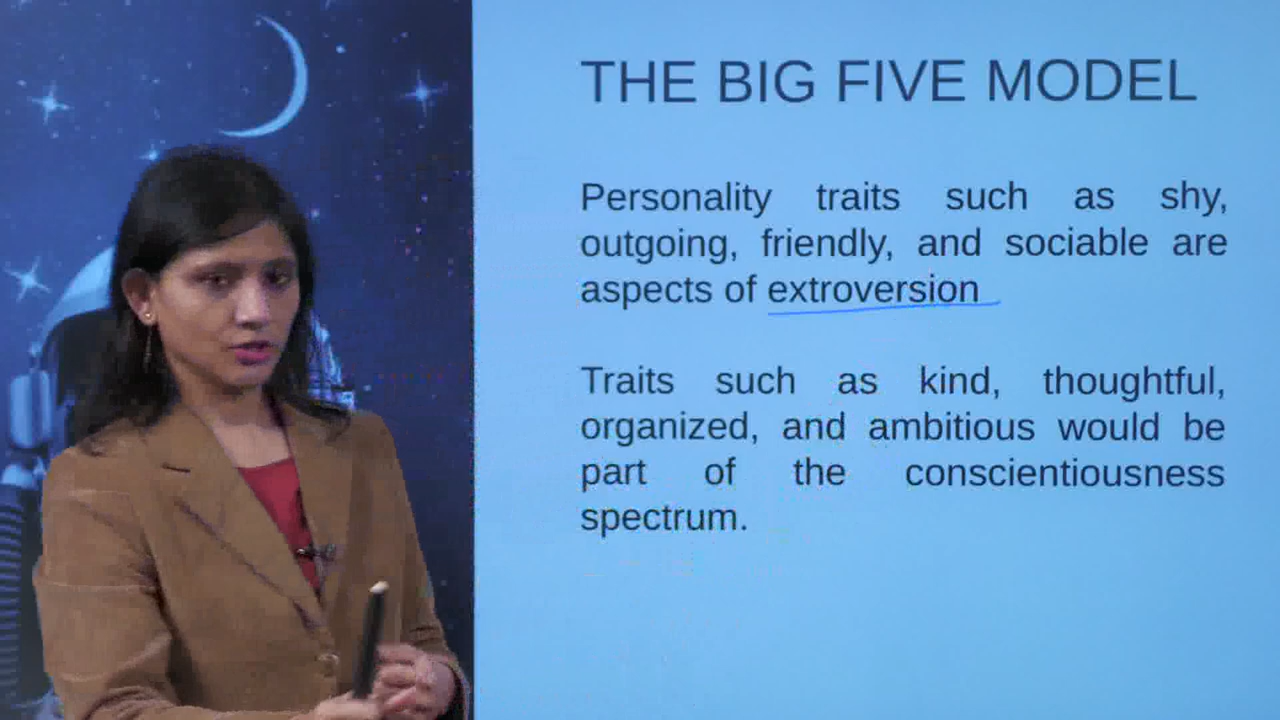 THE BIG FIVE MODEL
Personality traits such as shy,
outgoing, friendly, and sociable are
aspects of extroversion
Traits such as kind, thoughtful,
organized, and ambitious would be
part of the conscientiousness
spectrum.